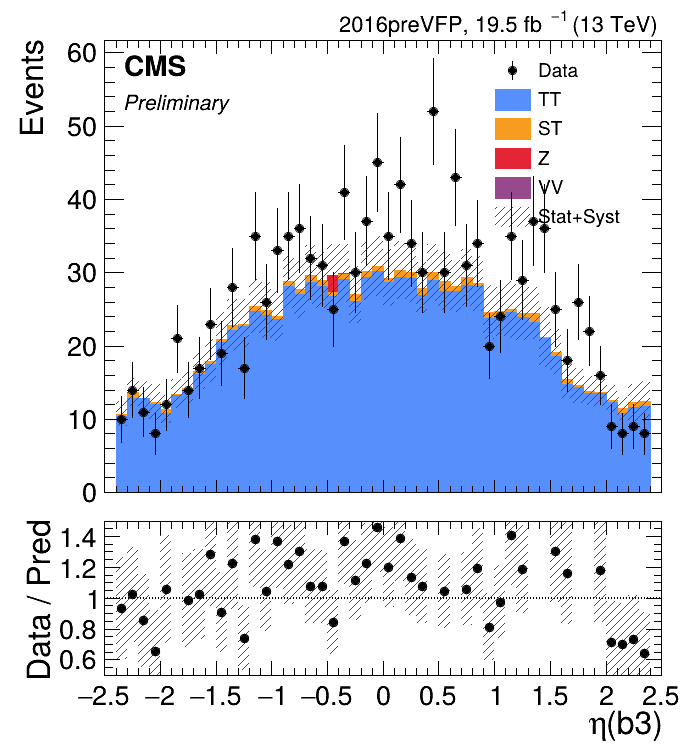 2016preVFP, 19.5 fb⁻¹ (13 TeV)
CMS
Preliminary
Events
60
50
40
30
20
10
0
Data
TT
ST
Z
VV
Stat+Syst
Data / Pred
1.4
1.2
1
0.8
0.6
−2.5 −2 −1.5 −1 −0.5 0 0.5 1 1.5 2 2.5
η(b3)